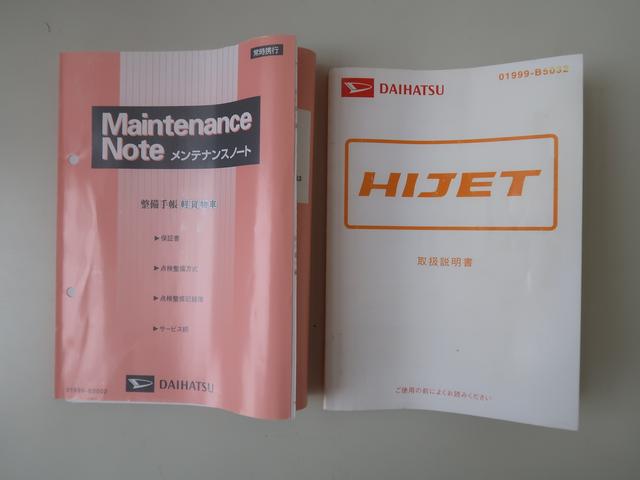 常時携行
Maintenance
Note メンテナンスノート
整備手帳 軽貨物車
▶保証書
▶点検整備方式
▶点検整備記録簿
▶サービス網
DAIHATSU
DAIHATSU
01999-B5032
HIJET
取扱説明書
ご使用の前によくお読みください